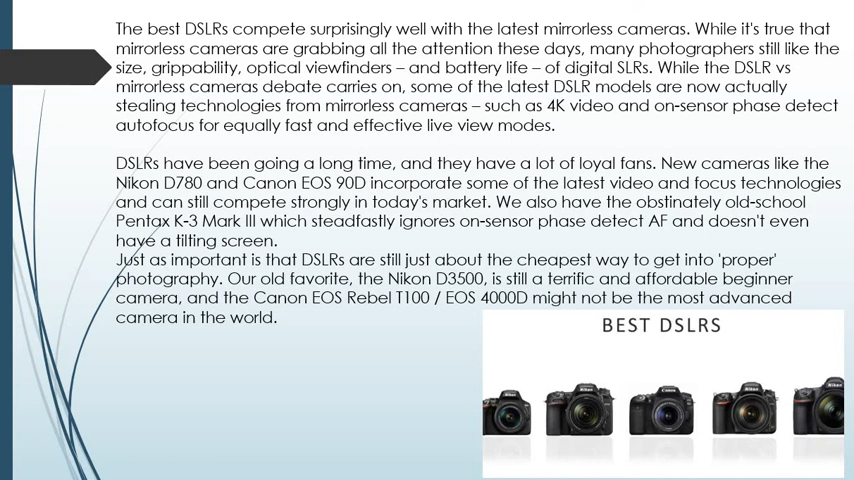 The best DSLRs compete surprisingly well with the latest mirrorless cameras. While it's true that
mirrorless cameras are grabbing all the attention these days, many photographers still like the
size, grippability, optical viewfinders – and battery life – of digital SLRs. While the DSLR vs
mirrorless cameras debate carries on, some of the latest DSLR models are now actually
stealing technologies from mirrorless cameras – such as 4K video and on-sensor phase detect
autofocus for equally fast and effective live view modes.
DSLRs have been going a long time, and they have a lot of loyal fans. New cameras like the
Nikon D780 and Canon EOS 90D incorporate some of the latest video and focus technologies
and can still compete strongly in today's market. We also have the obstinately old-school
Pentax K-3 Mark III which steadfastly ignores on-sensor phase detect AF and doesn't even
have a tilting screen.
Just as important is that DSLRs are still just about the cheapest way to get into 'proper'
photography. Our old favorite, the Nikon D3500, is still a terrific and affordable beginner
camera, and the Canon EOS Rebel T100 / EOS 4000D might not be the most advanced
camera in the world.
BEST DSLRS
Nikon
Nikon
Canon
Nikon
Nikon